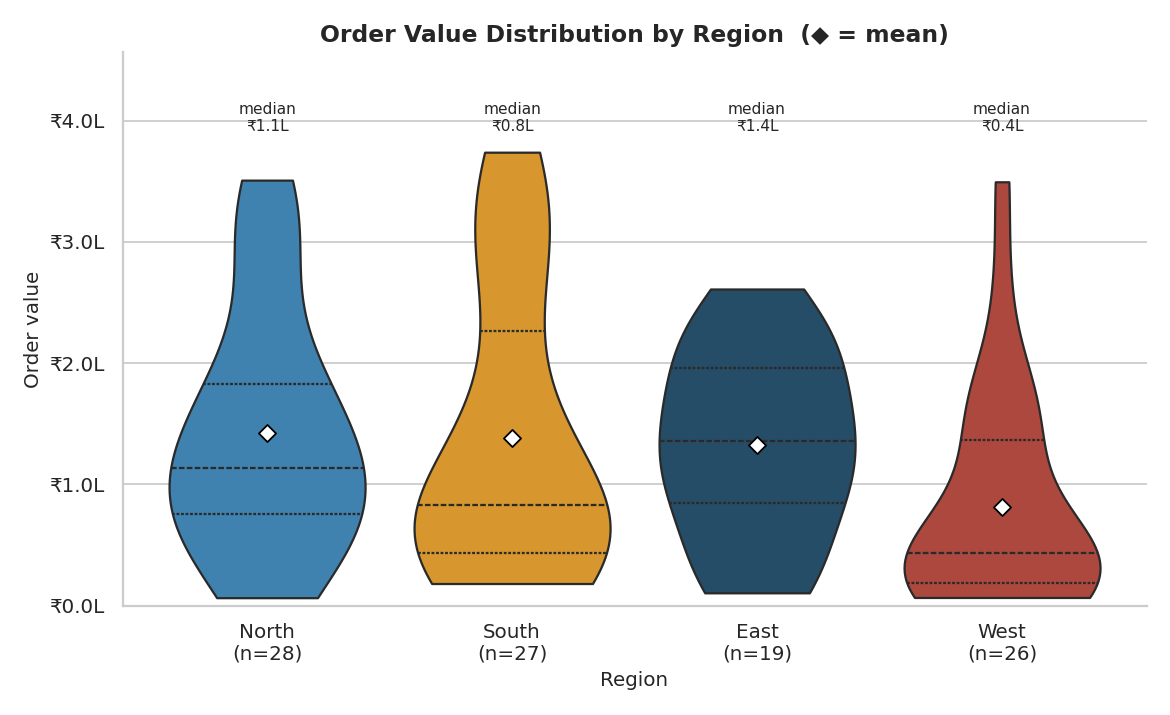 Order Value Distribution by Region (◆ = mean)
median median median median
₹1.1L ₹0.8L ₹1.4L ₹0.4L
₹4.0L
₹3.0L
₹2.0L
₹1.0L
₹0.0L
Order value
North South East West
(n=28) (n=27) (n=19) (n=26)
Region